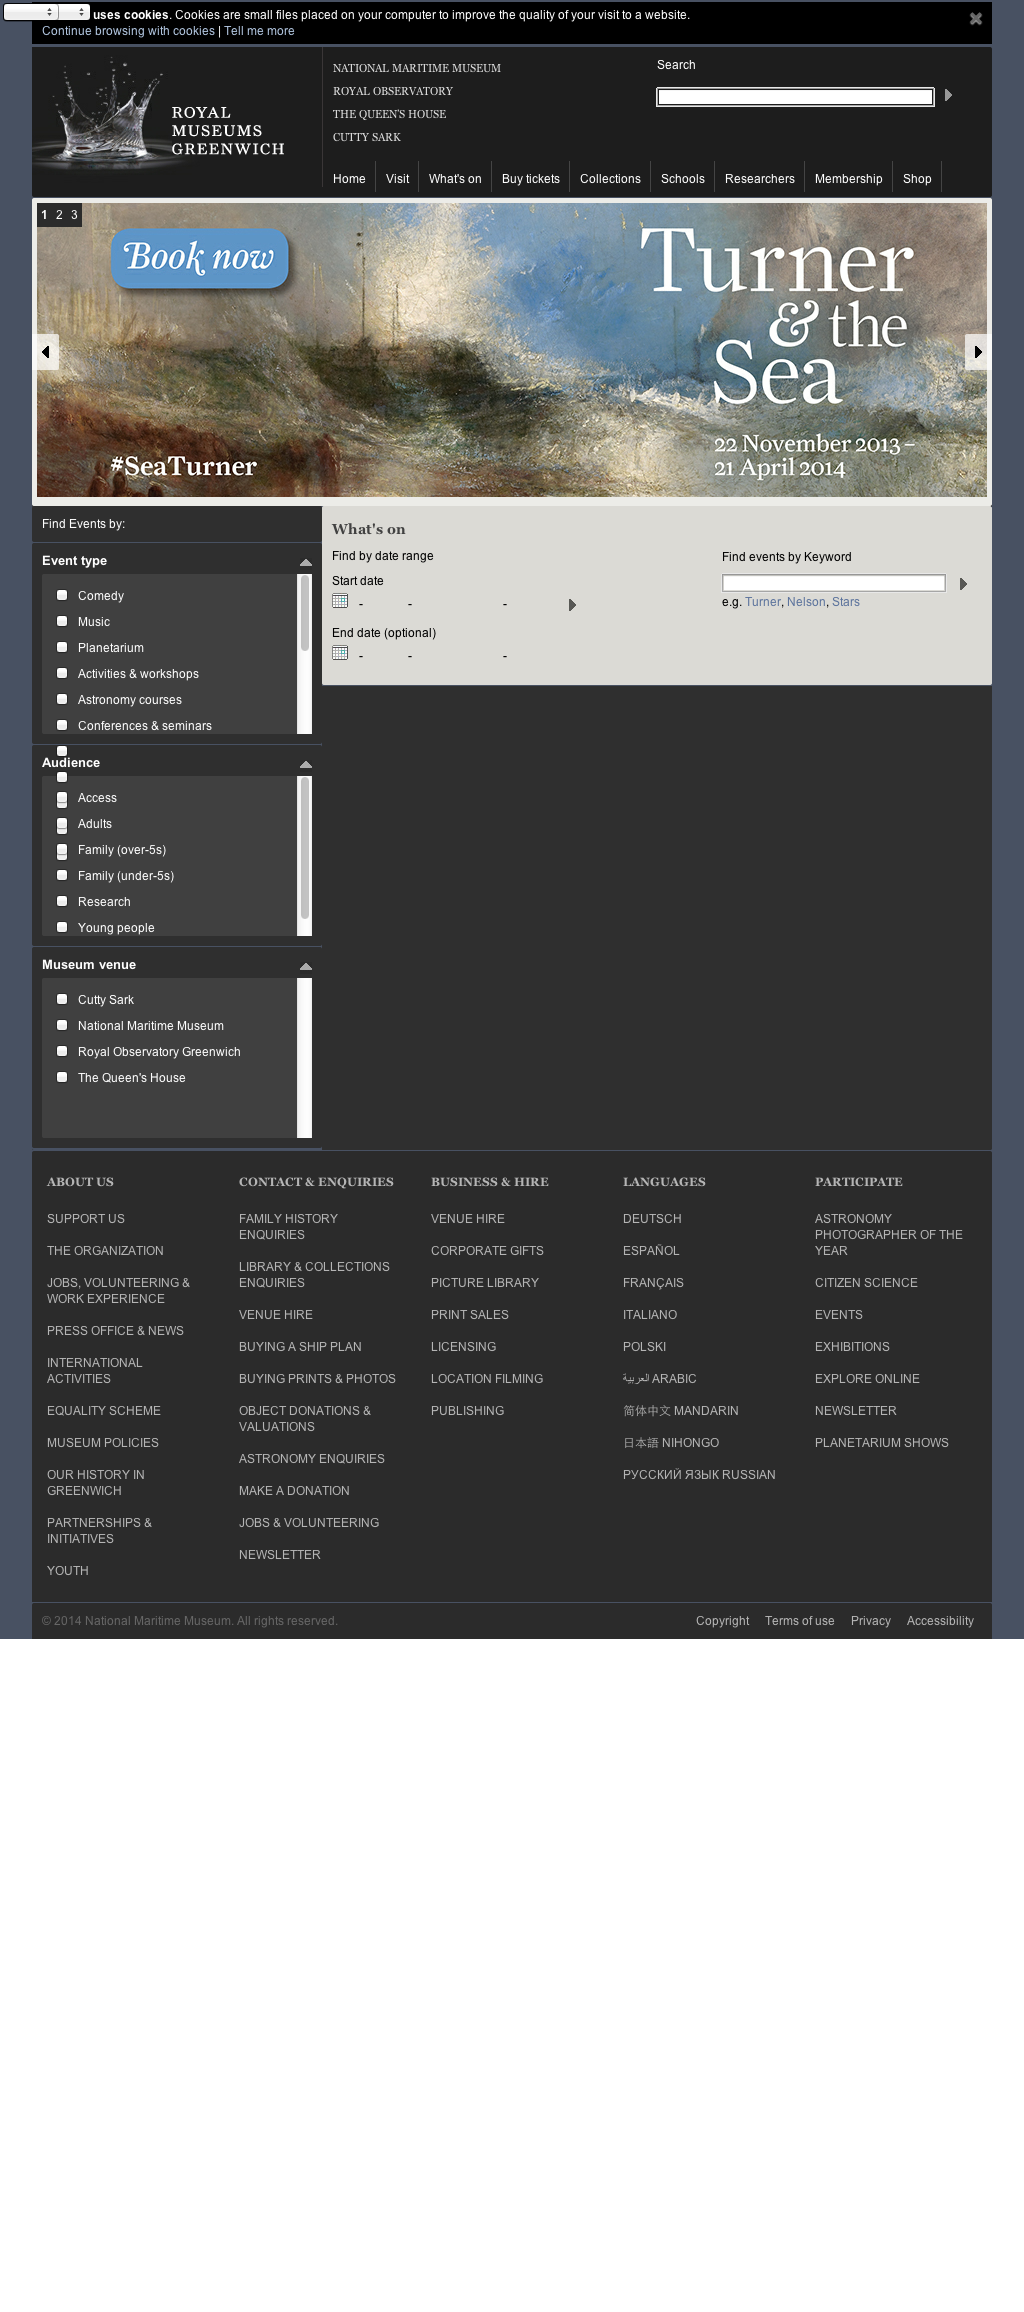 uses cookies. Cookies are small files placed on your computer to improve the quality of your visit to a website.
Continue browsing with cookies | Tell me more
ROYAL
MUSEUMS
GREENWICH
NATIONAL MARITIME MUSEUM
ROYAL OBSERVATORY
THE QUEEN'S HOUSE
CUTTY SARK
Search
Home Visit What's on Buy tickets Collections Schools Researchers Membership Shop
1 2 3
Book now
Turner
& the
Sea
#SeaTurner
22 November 2013 –
21 April 2014
Find Events by:
Event type
Comedy
Music
Planetarium
Activities & workshops
Astronomy courses
Conferences & seminars
Audience
Access
Adults
Family (over-5s)
Family (under-5s)
Research
Young people
Museum venue
Cutty Sark
National Maritime Museum
Royal Observatory Greenwich
The Queen's House
What's on
Find by date range
Start date
- - -
End date (optional)
- - -
Find events by Keyword
e.g. Turner, Nelson, Stars
ABOUT US
SUPPORT US
THE ORGANIZATION
JOBS, VOLUNTEERING &
WORK EXPERIENCE
PRESS OFFICE & NEWS
INTERNATIONAL
ACTIVITIES
EQUALITY SCHEME
MUSEUM POLICIES
OUR HISTORY IN
GREENWICH
PARTNERSHIPS &
INITIATIVES
YOUTH
CONTACT & ENQUIRIES
FAMILY HISTORY
ENQUIRIES
LIBRARY & COLLECTIONS
ENQUIRIES
VENUE HIRE
BUYING A SHIP PLAN
BUYING PRINTS & PHOTOS
OBJECT DONATIONS &
VALUATIONS
ASTRONOMY ENQUIRIES
MAKE A DONATION
JOBS & VOLUNTEERING
NEWSLETTER
BUSINESS & HIRE
VENUE HIRE
CORPORATE GIFTS
PICTURE LIBRARY
PRINT SALES
LICENSING
LOCATION FILMING
PUBLISHING
LANGUAGES
DEUTSCH
ESPAÑOL
FRANÇAIS
ITALIANO
POLSKI
العربية ARABIC
简体中文 MANDARIN
日本語 NIHONGO
РУССКИЙ ЯЗЫК RUSSIAN
PARTICIPATE
ASTRONOMY
PHOTOGRAPHER OF THE
YEAR
CITIZEN SCIENCE
EVENTS
EXHIBITIONS
EXPLORE ONLINE
NEWSLETTER
PLANETARIUM SHOWS
© 2014 National Maritime Museum. All rights reserved.
Copyright Terms of use Privacy Accessibility